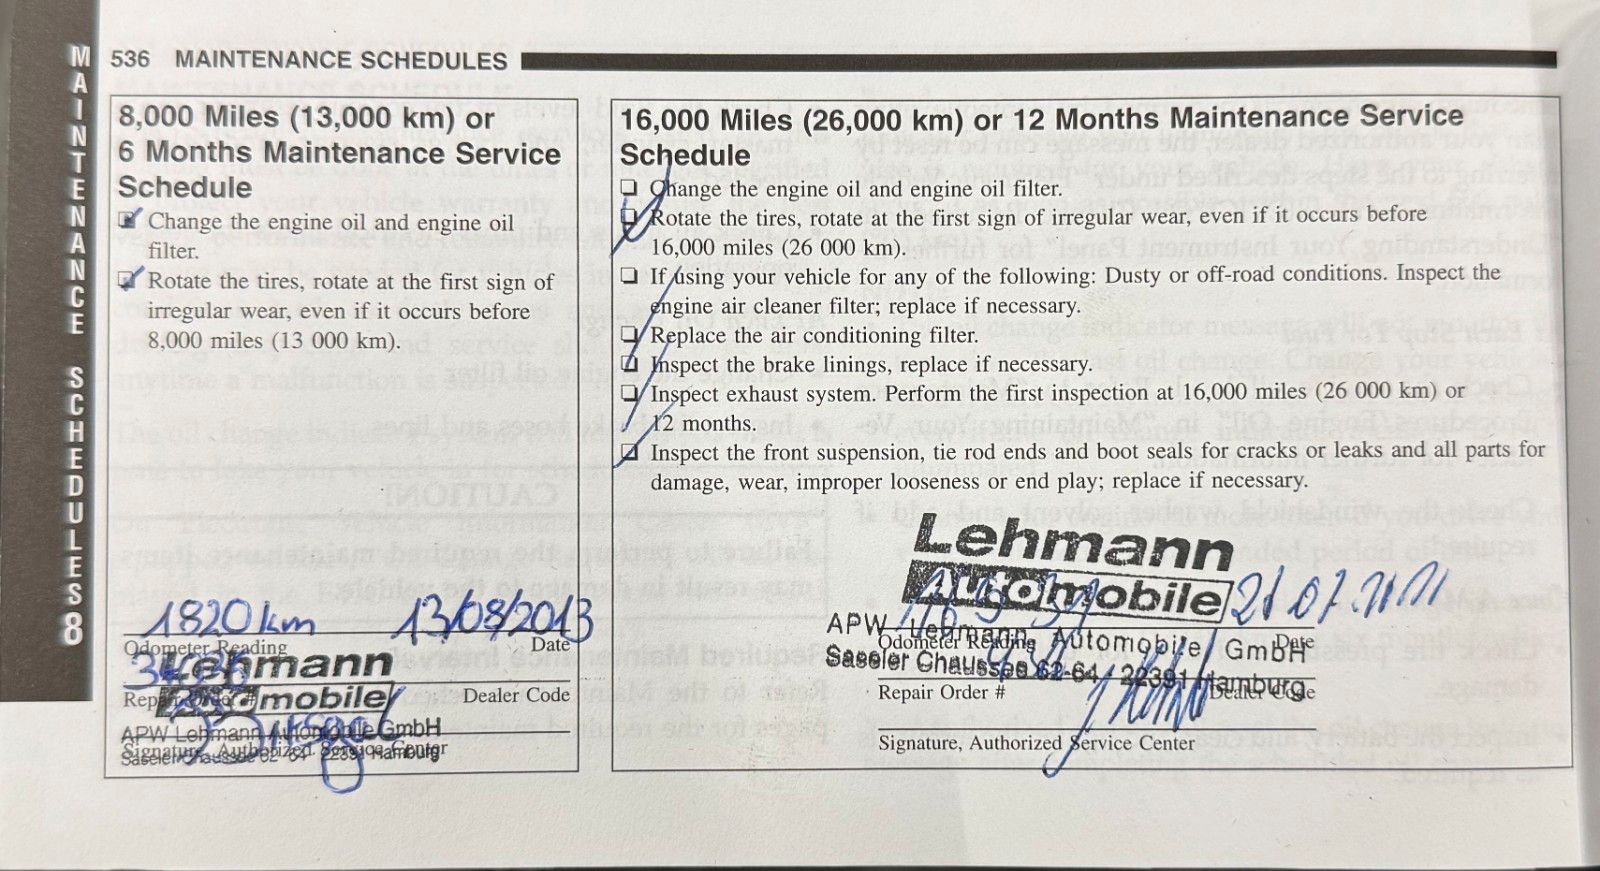 536 MAINTENANCE SCHEDULES
MAINTENANCE SCHEDULES
8
8,000 Miles (13,000 km) or
6 Months Maintenance Service
Schedule
Change the engine oil and engine oil
filter.
Rotate the tires, rotate at the first sign of
irregular wear, even if it occurs before
8,000 miles (13 000 km).
1820 km 13/08/2013
Odometer Reading Date
Lehmann
Automobile
Repair Order # Dealer Code
APW Lehmann Automobile GmbH
Signature, Authorized Service Center
Saseler Chaussee 62-64 22391 Hamburg
16,000 Miles (26,000 km) or 12 Months Maintenance Service
Schedule
Change the engine oil and engine oil filter.
Rotate the tires, rotate at the first sign of irregular wear, even if it occurs before
16,000 miles (26 000 km).
If using your vehicle for any of the following: Dusty or off-road conditions. Inspect the
engine air cleaner filter; replace if necessary.
Replace the air conditioning filter.
Inspect the brake linings, replace if necessary.
Inspect exhaust system. Perform the first inspection at 16,000 miles (26 000 km) or
12 months.
Inspect the front suspension, tie rod ends and boot seals for cracks or leaks and all parts for
damage, wear, improper looseness or end play; replace if necessary.
Lehmann
Automobile
APW Lehmann Automobile GmbH
Odometer Reading Date
Saseler Chaussee 62-64 / 22391 Hamburg
Repair Order # Dealer Code
Signature, Authorized Service Center